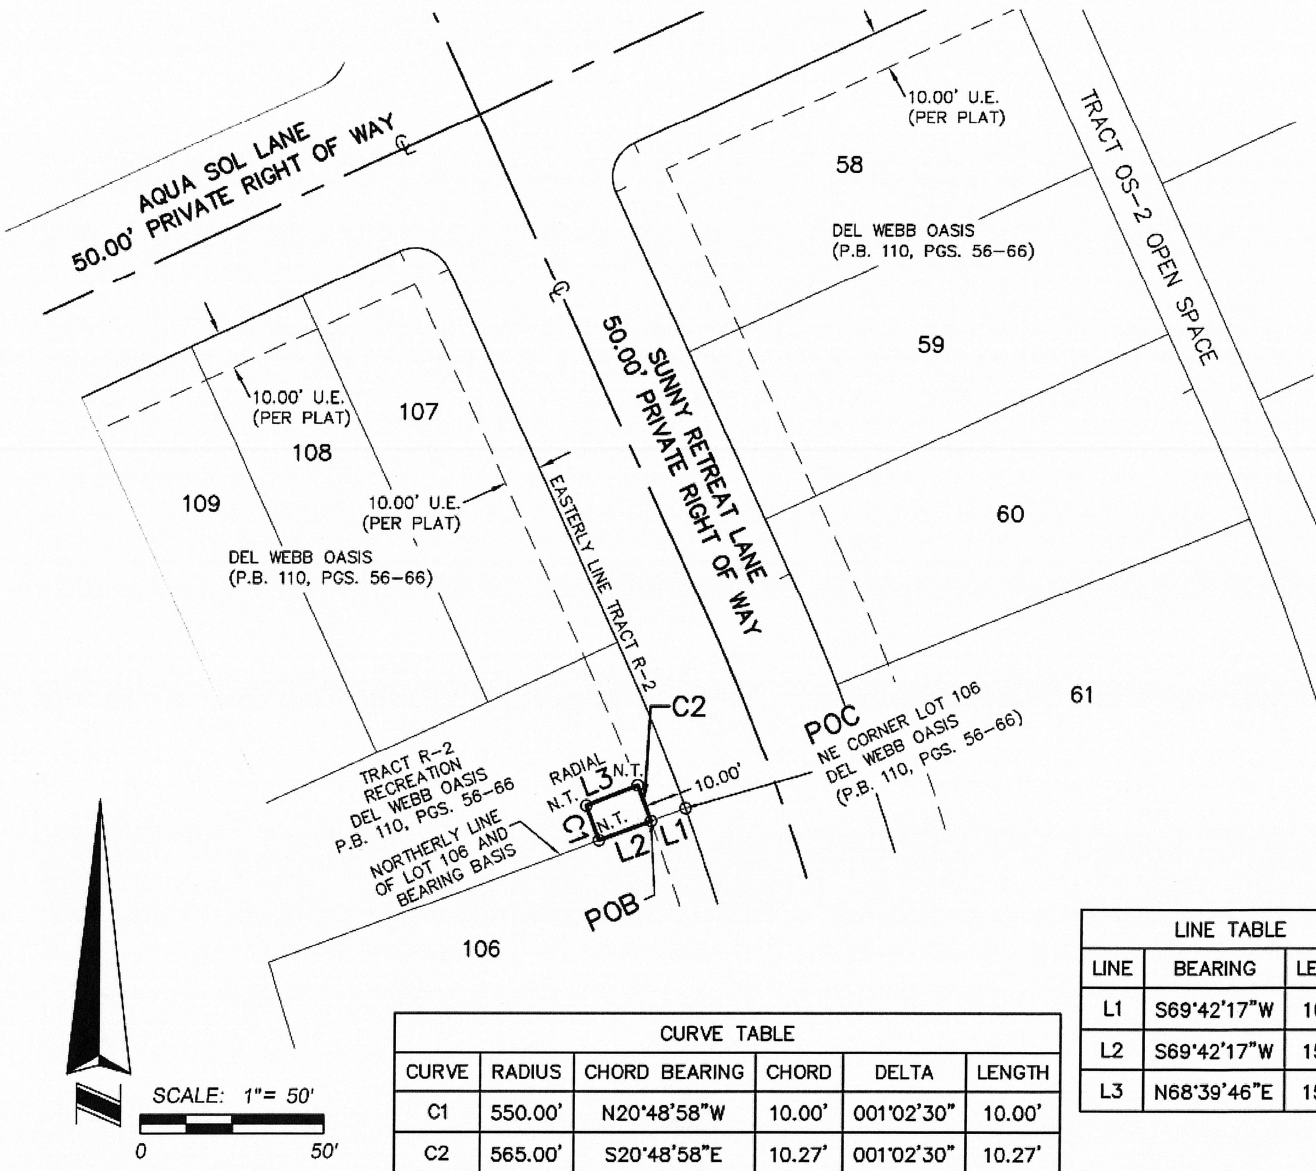 AQUA SOL LANE
50.00' PRIVATE RIGHT OF WAY
℄
10.00' U.E.
(PER PLAT)
58
DEL WEBB OASIS
(P.B. 110, PGS. 56-66)
TRACT OS-2 OPEN SPACE
℄
SUNNY RETREAT LANE
50.00' PRIVATE RIGHT OF WAY
59
10.00' U.E.
(PER PLAT)
107
108
109
10.00' U.E.
(PER PLAT)
DEL WEBB OASIS
(P.B. 110, PGS. 56-66)
EASTERLY LINE TRACT R-2
60
61
C2
POC
NE CORNER LOT 106
DEL WEBB OASIS
(P.B. 110, PGS. 56-66)
TRACT R-2
RECREATION
DEL WEBB OASIS
P.B. 110, PGS. 56-66
RADIAL
L3
N.T.
N.T.
10.00'
C1
N.T.
L2
L1
NORTHERLY LINE
OF LOT 106 AND
BEARING BASIS
POB
106
SCALE: 1"= 50'
0 50'
CURVE TABLE
CURVE RADIUS CHORD BEARING CHORD DELTA LENGTH
C1 550.00' N20°48'58"W 10.00' 001°02'30" 10.00'
C2 565.00' S20°48'58"E 10.27' 001°02'30" 10.27'
LINE TABLE
LINE BEARING
L1 S69°42'17"W
L2 S69°42'17"W
L3 N68°39'46"E